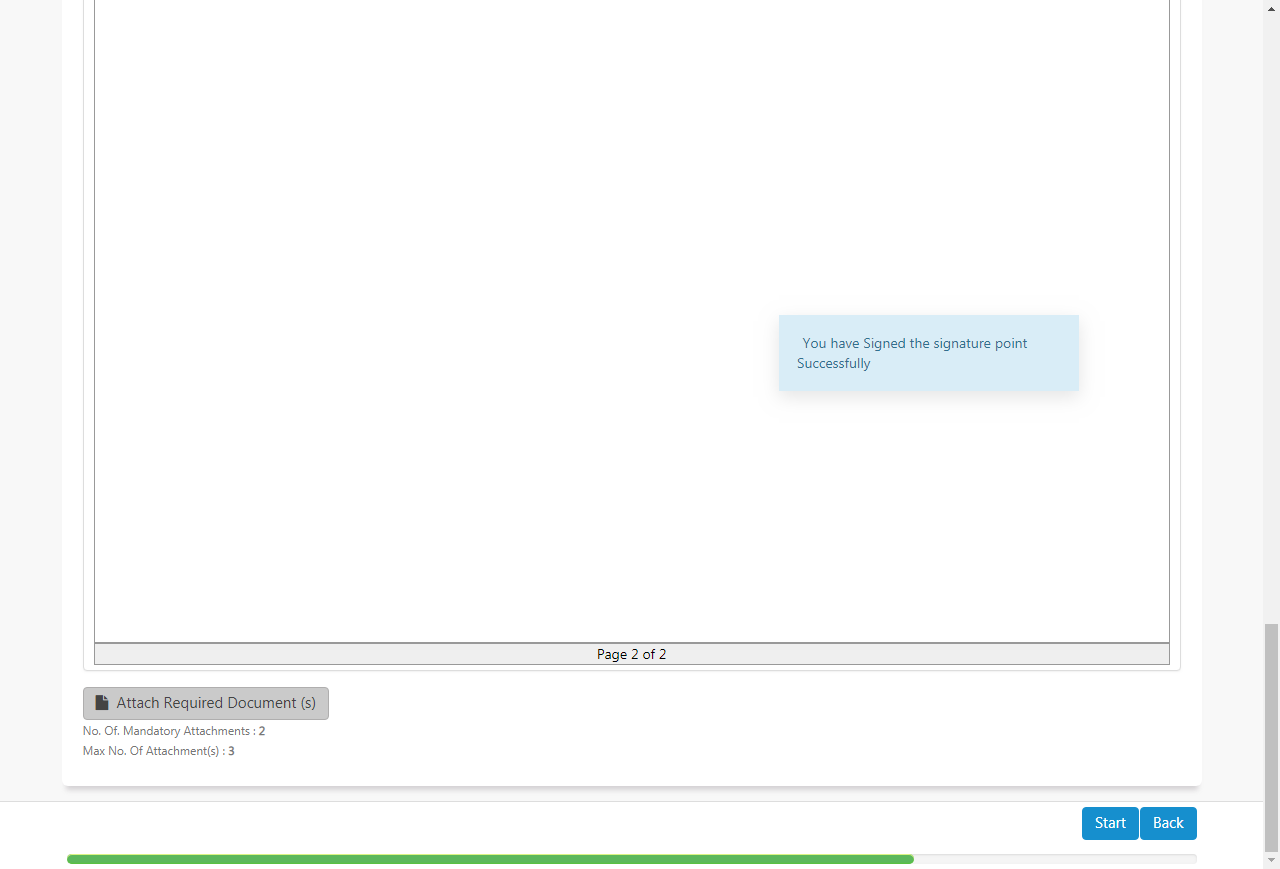 You have Signed the signature point
Successfully
Page 2 of 2
Attach Required Document (s)
No. Of. Mandatory Attachments : 2
Max No. Of Attachment(s) : 3
Start Back